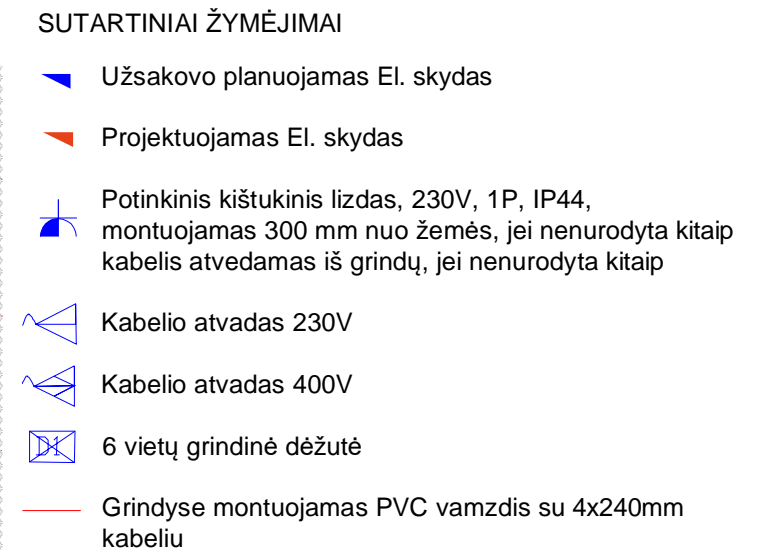 SUTARTINIAI ŽYMĖJIMAI
Užsakovo planuojamas El. skydas
Projektuojamas El. skydas
Potinkinis kištukinis lizdas, 230V, 1P, IP44,
montuojamas 300 mm nuo žemės, jei nenurodyta kitaip
kabelis atvedamas iš grindų, jei nenurodyta kitaip
Kabelio atvadas 230V
Kabelio atvadas 400V
D1
6 vietų grindinė dėžutė
Grindyse montuojamas PVC vamzdis su 4x240mm
kabeliu